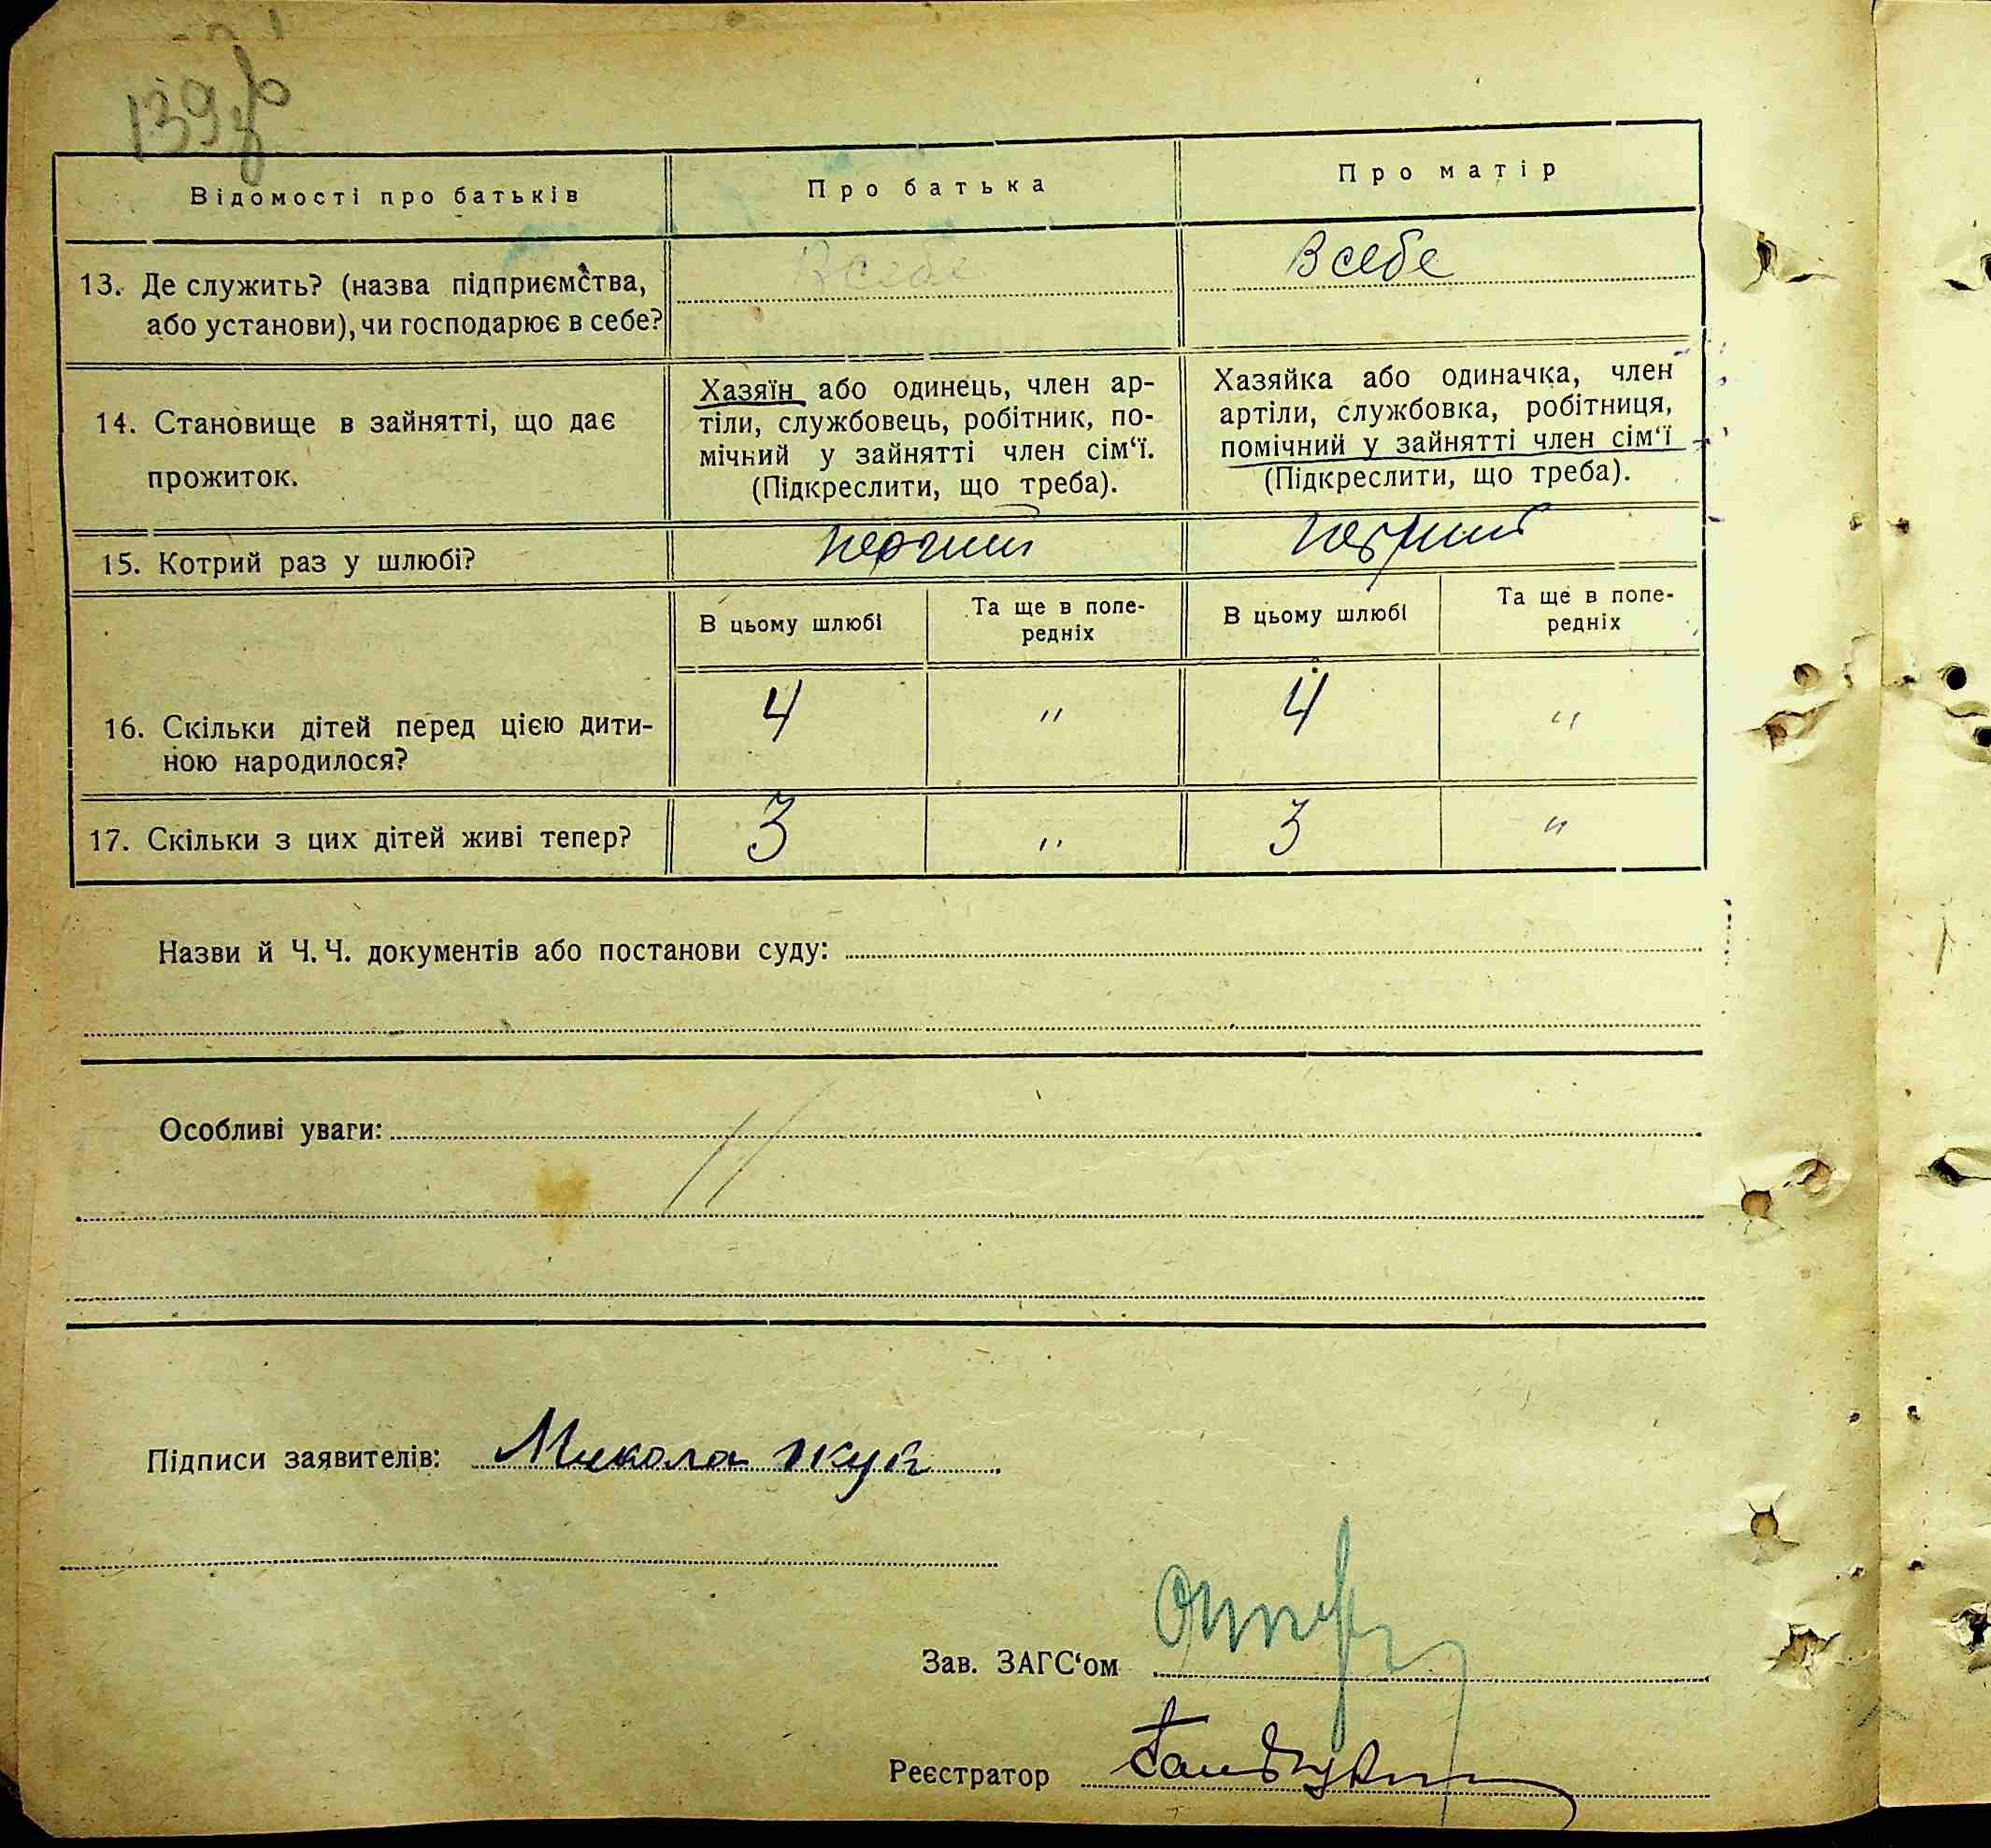 139
Відомості про батьків
Про батька
Про матір
13. Де служить? (назва підприємства,
або установи), чи господарює в себе?
В себе
В себе
14. Становище в зайнятті, що дає
прожиток.
Хазяїн або одинець, член ар-
тіли, службовець, робітник, по-
мічний у зайнятті член сім‘ї.
(Підкреслити, що треба).
Хазяйка або одиначка, член
артіли, службовка, робітниця,
помічний у зайнятті член сім‘ї
(Підкреслити, що треба).
15. Котрий раз у шлюбі?
перший
перший
В цьому шлюбі
Та ще в попе-
редніх
В цьому шлюбі
Та ще в попе-
редніх
16. Скільки дітей перед цією дити-
ною народилося?
4
"
4
"
17. Скільки з цих дітей живі тепер?
3
"
3
"
Назви й Ч. Ч. документів або постанови суду:
Особливі уваги:
Підписи заявителів: Микола
Зав. ЗАГС‘ом
Реєстратор